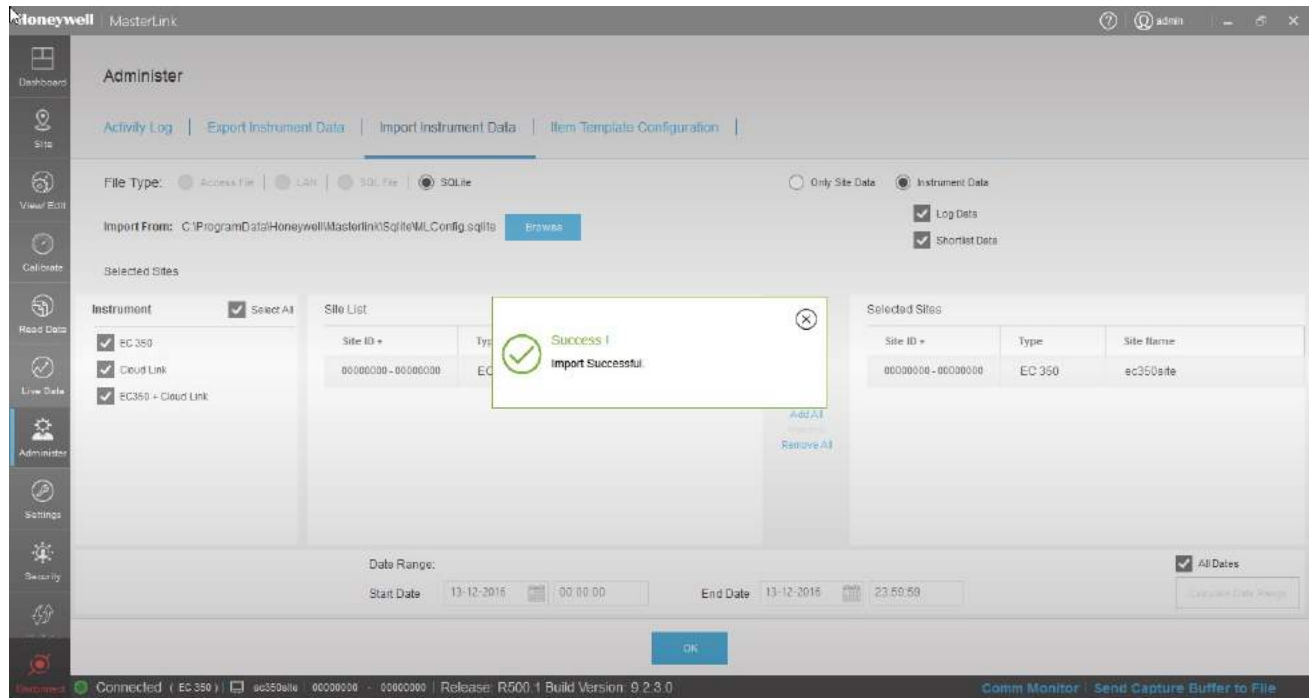 Honeywell | MasterLink
admin
Dashboard
Administer
Activity Log | Export Instrument Data | Import Instrument Data | Item Template Configuration |
Site
File Type: Access File | LAN | SQL File | SQLite
Only Site Data Instrument Data
View/ Edit
Log Data
Import From: C:\ProgramData\Honeywell\Masterlink\Sqlite\MLConfig.sqlite Browse
Shortlist Data
Calibrate
Selected Sites
Instrument Select All Site List Selected Sites
Read Data
EC 350
Cloud Link
EC350 + Cloud Link
Site ID Typ
00000000 - 00000000 EC
Success !
Import Successful.
Add All
Remove All
Site ID Type Site Name
00000000 - 00000000 EC 350 ec350site
Live Data
Administer
Settings
Security
Date Range:
All Dates
Start Date 13-12-2016 00:00:00 End Date 13-12-2016 23:59:59
OK
Disconnect
Connected ( EC 350 ) | ec350site | 00000000 - 00000000 | Release: R500.1 Build Version: 9.2.3.0
Comm Monitor | Send Capture Buffer to File